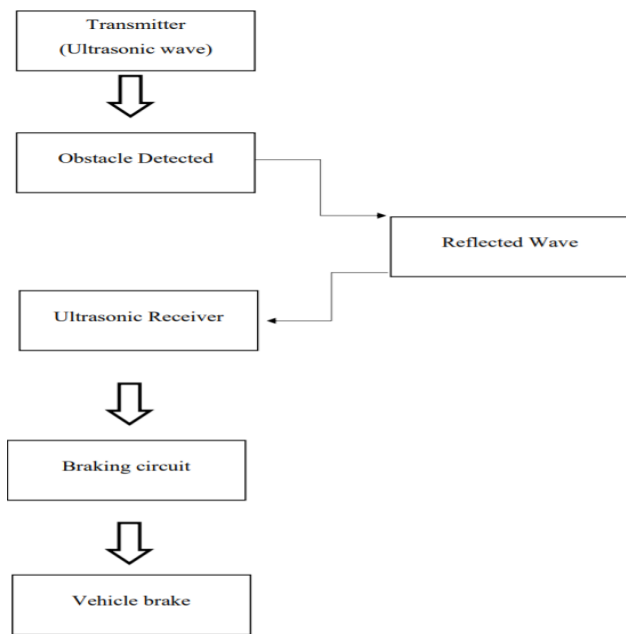 Transmitter
(Ultrasonic wave)
Obstacle Detected
Reflected Wave
Ultrasonic Receiver
Braking circuit
Vehicle brake